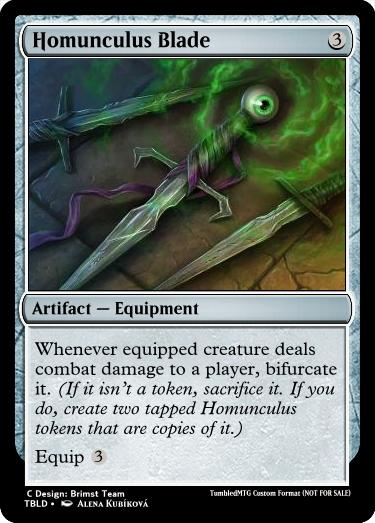 Homunculus Blade 3
Artifact — Equipment
Whenever equipped creature deals
combat damage to a player, bifurcate
it. (If it isn't a token, sacrifice it. If you
do, create two tapped Homunculus
tokens that are copies of it.)
Equip 3
C Design: Brimst Team
TumbledMTG Custom Format (NOT FOR SALE)
TBLD • Alena Kubíková